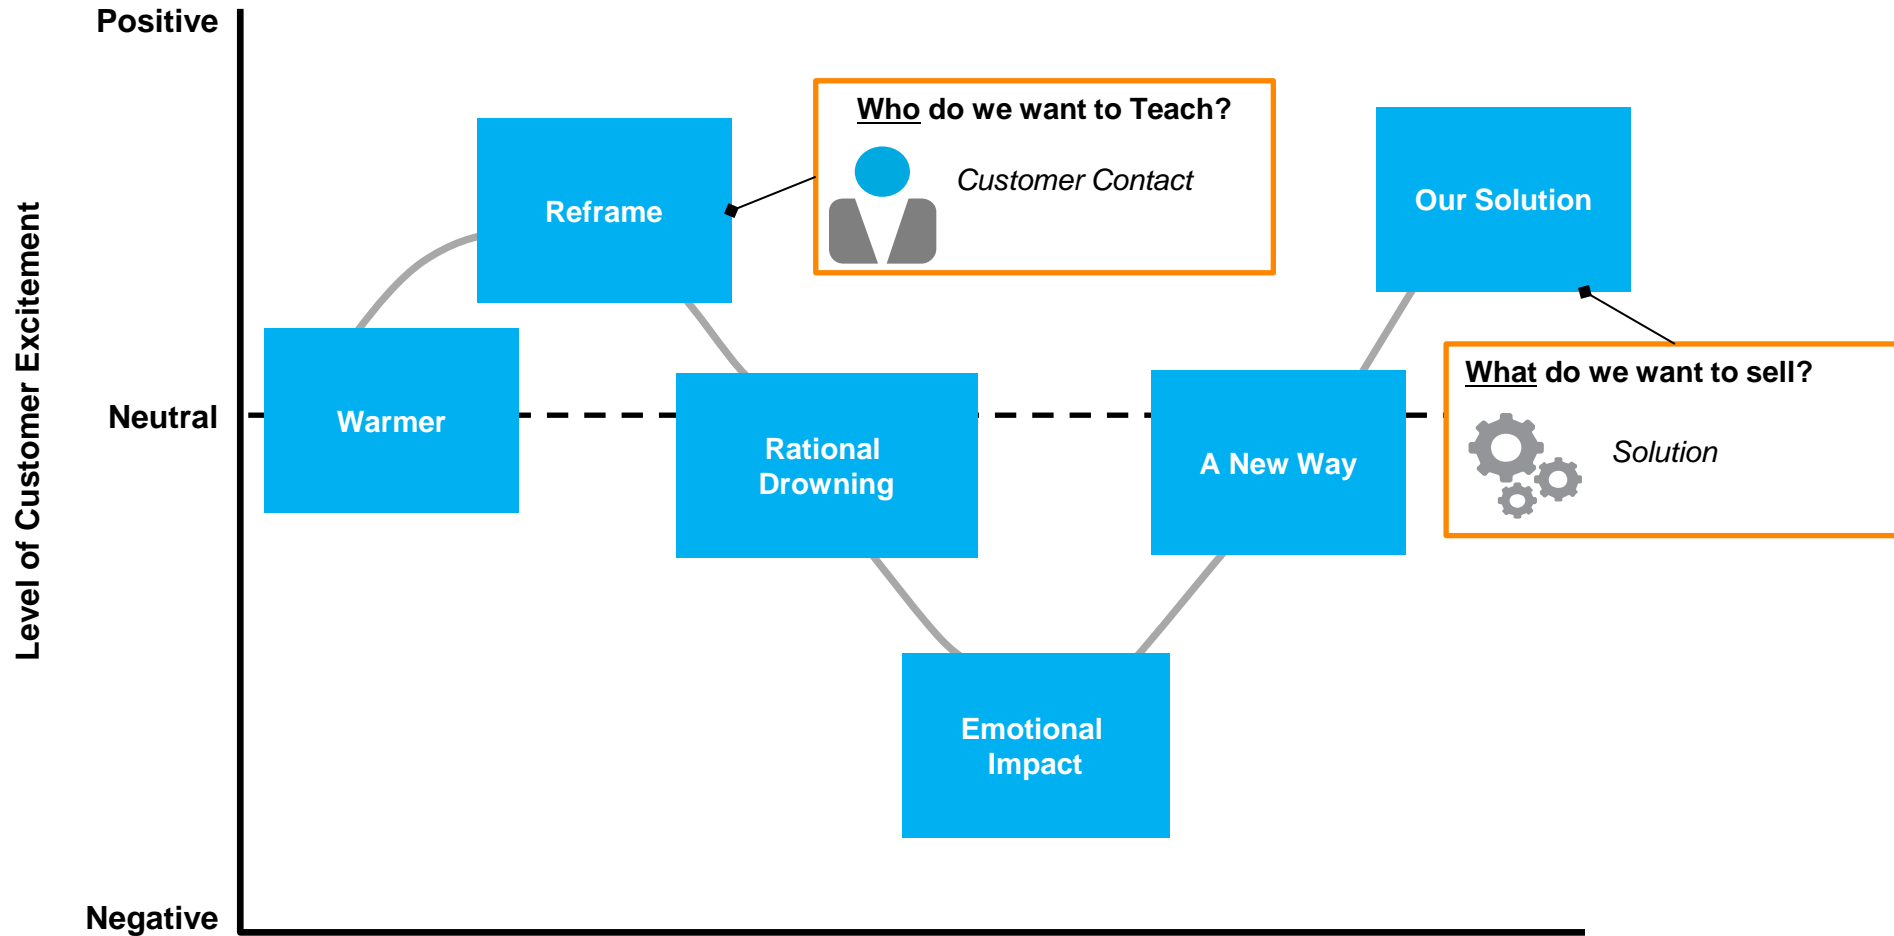 Positive
Who do we want to Teach?
Customer Contact
Reframe
Our Solution
Level of Customer Excitement
What do we want to sell?
Solution
Neutral
Warmer
Rational
Drowning
A New Way
Emotional
Impact
Negative